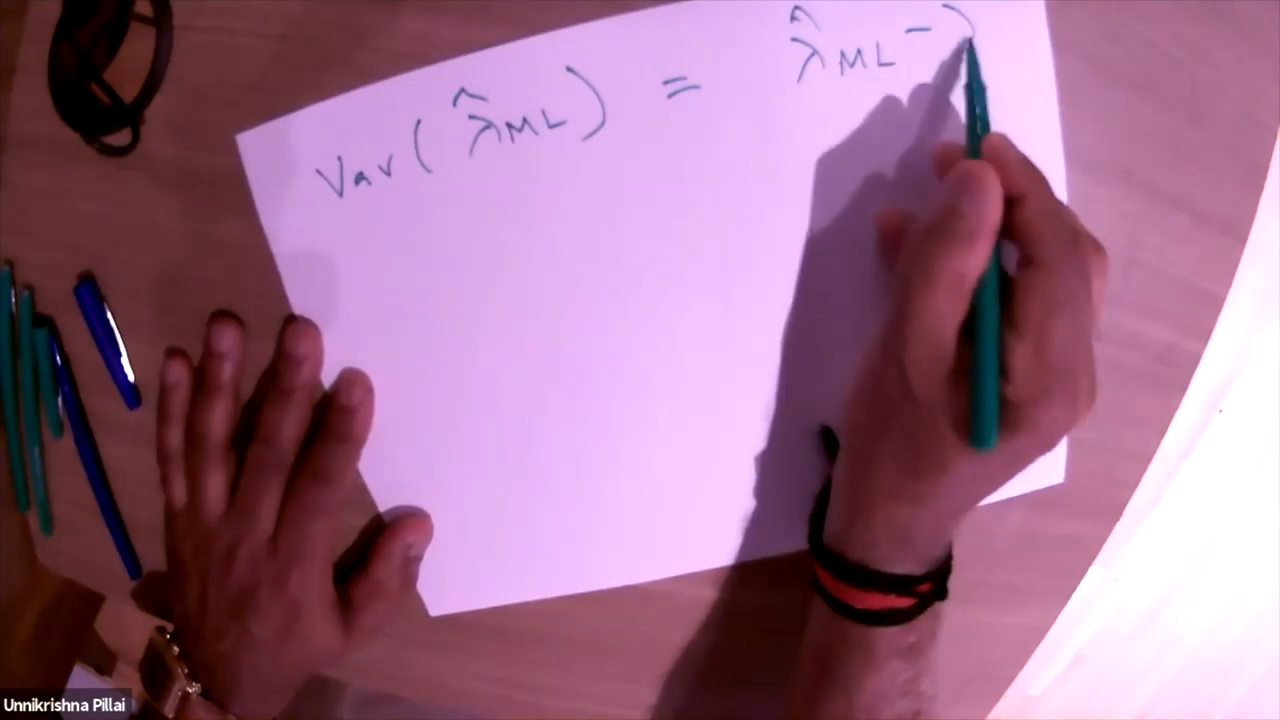 Var( λ̂ML ) = λ̂ML -
Unnikrishna Pillai